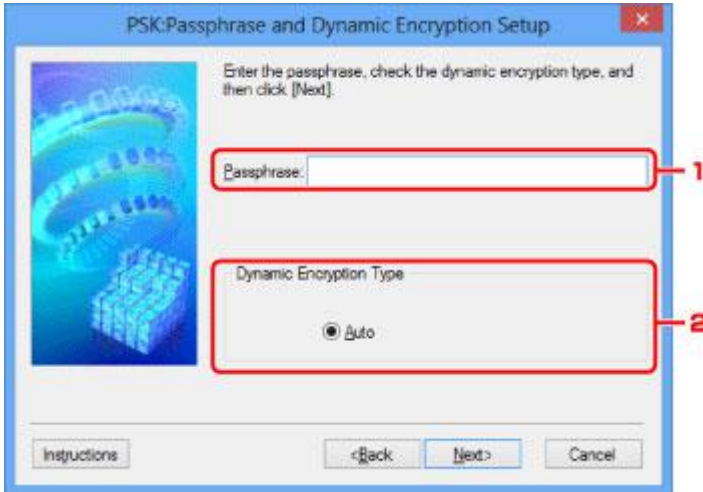 PSK:Passphrase and Dynamic Encryption Setup
Enter the passphrase, check the dynamic encryption type, and
then click [Next].
Passphrase:
1
Dynamic Encryption Type
Auto
2
Instructions
<Back
Next>
Cancel